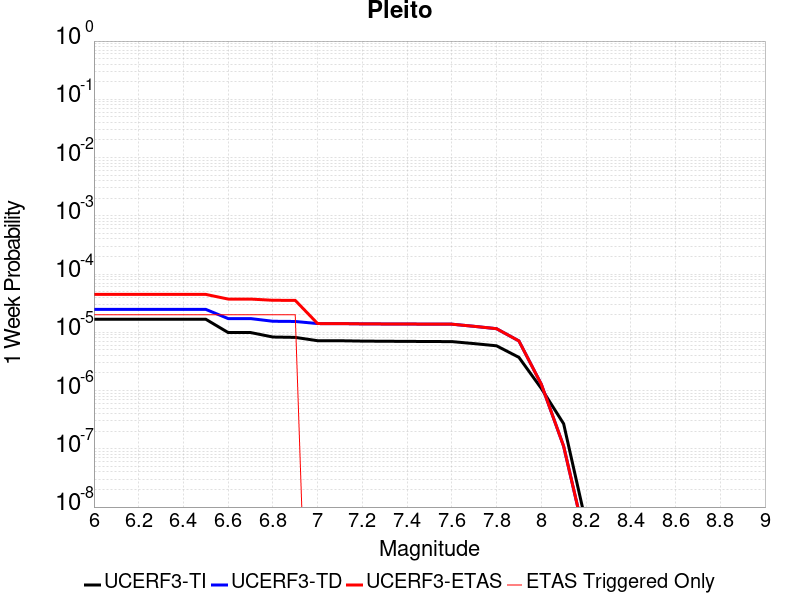 Pleito
10^0
10^-1
10^-2
10^-3
10^-4
10^-5
10^-6
10^-7
10^-8
1 Week Probability
6 6.2 6.4 6.6 6.8 7 7.2 7.4 7.6 7.8 8 8.2 8.4 8.6 8.8 9
Magnitude
UCERF3-TI UCERF3-TD UCERF3-ETAS ETAS Triggered Only